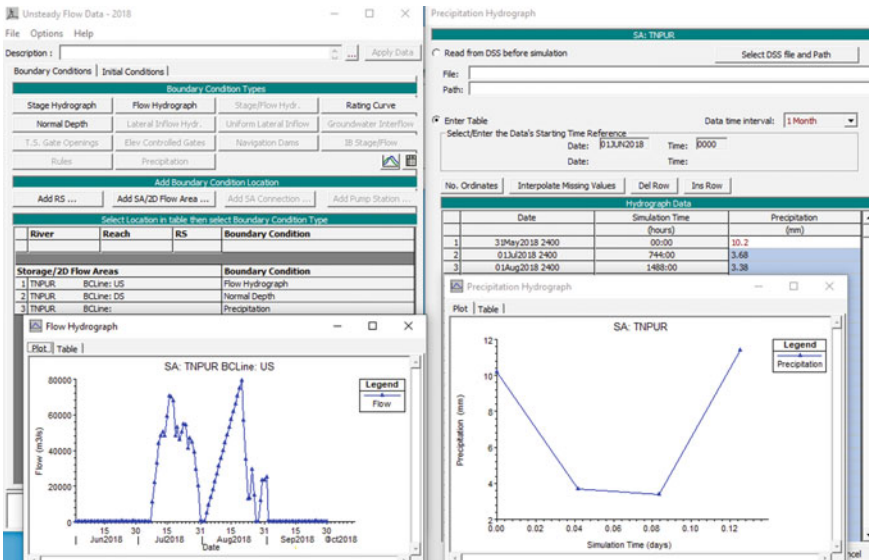 Unsteady Flow Data - 2018
File Options Help
Description : ... Apply Data
Boundary Conditions Initial Conditions
Boundary Condition Types
Stage Hydrograph Flow Hydrograph Stage/Flow Hydr. Rating Curve
Normal Depth Lateral Inflow Hydr. Uniform Lateral Inflow Groundwater Interflow
T.S. Gate Openings Elev Controlled Gates Navigation Dams IB Stage/Flow
Rules Precipitation
Add Boundary Condition Location
Add RS ... Add SA/2D Flow Area ... Add SA Connection ... Add Pump Station ...
Select Location in table then select Boundary Condition Type
River Reach RS Boundary Condition
Storage/2D Flow Areas Boundary Condition
1 TNPUR BCLine: US Flow Hydrograph
2 TNPUR BCLine: DS Normal Depth
3 TNPUR BCLine: Precipitation
Flow Hydrograph
Plot Table
SA: TNPUR BCLine: US
Legend
Flow
Flow (m3/s)
80000
60000
40000
20000
0
15 31 15 31 15 30
Jun2018 Jul2018 Aug2018 Sep2018 Oct2018
Date
Precipitation Hydrograph
SA: TNPUR
Read from DSS before simulation Select DSS file and Path
File:
Path:
Enter Table Data time interval: 1 Month
Select/Enter the Data's Starting Time Reference
Date: 01JUN2018 Time: 0000
Date: Time:
No. Ordinates Interpolate Missing Values Del Row Ins Row
Hydrograph Data
Date Simulation Time Precipitation
(hours) (mm)
1 31May2018 2400 00:00 10.2
2 01Jul2018 2400 744:00 3.68
3 01Aug2018 2400 1488:00 3.38
Precipitation Hydrograph
Plot Table
SA: TNPUR
Legend
Precipitation
Precipitation (mm)
12
10
8
6
4
2
0.00 0.02 0.04 0.06 0.08 0.10 0.12
Simulation Time (days)